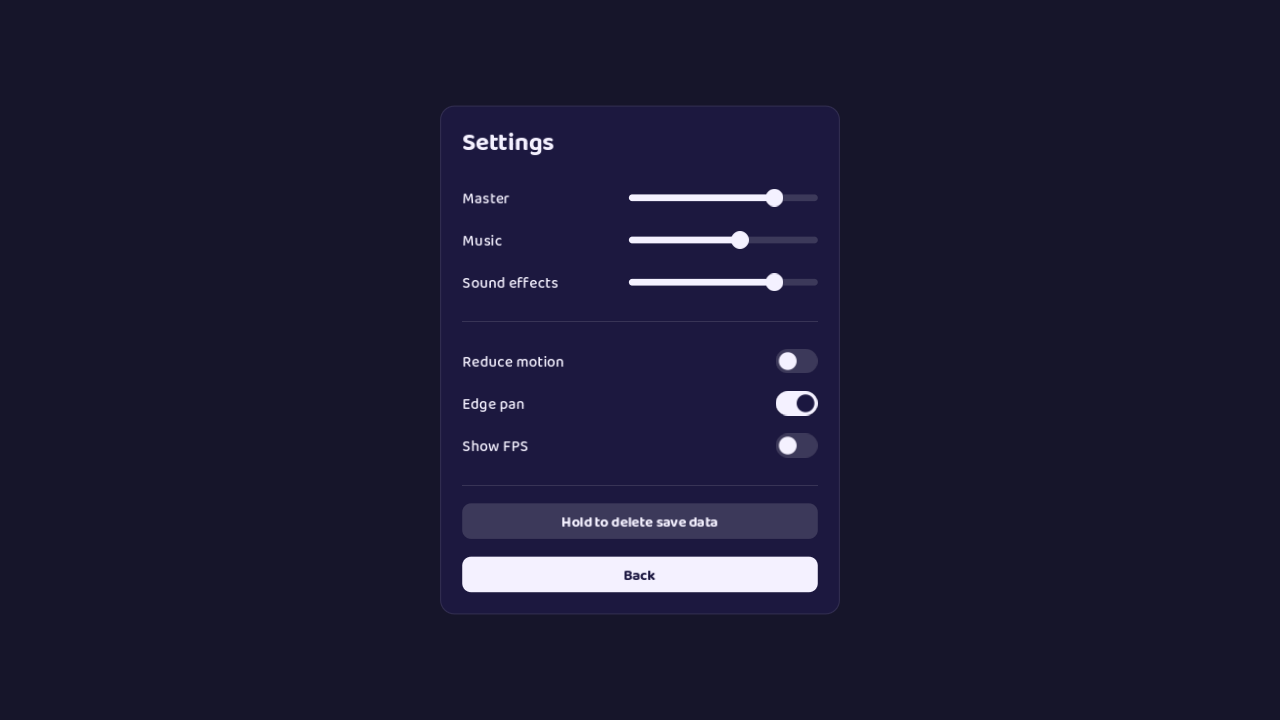 Settings
Master
Music
Sound effects
Reduce motion
Edge pan
Show FPS
Hold to delete save data
Back